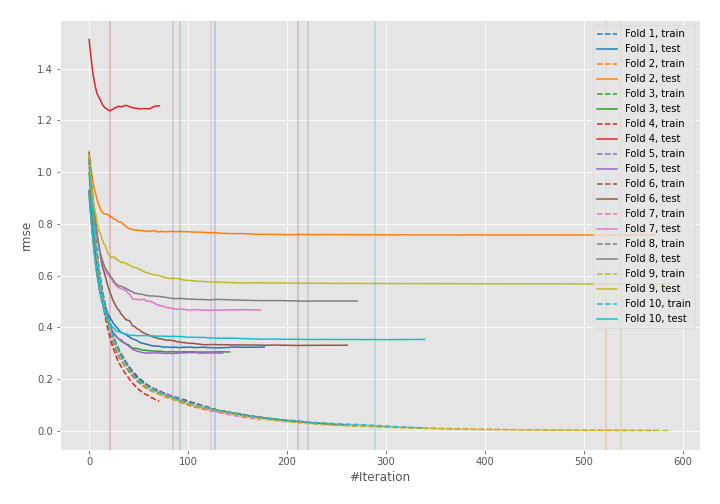 Fold 1, train
Fold 1, test
Fold 2, train
Fold 2, test
Fold 3, train
Fold 3, test
Fold 4, train
Fold 4, test
Fold 5, train
Fold 5, test
Fold 6, train
Fold 6, test
Fold 7, train
Fold 7, test
Fold 8, train
Fold 8, test
Fold 9, train
Fold 9, test
Fold 10, train
Fold 10, test
1.4
1.2
1.0
0.8
0.6
0.4
0.2
0.0
rmse
0 100 200 300 400 500 600
#Iteration